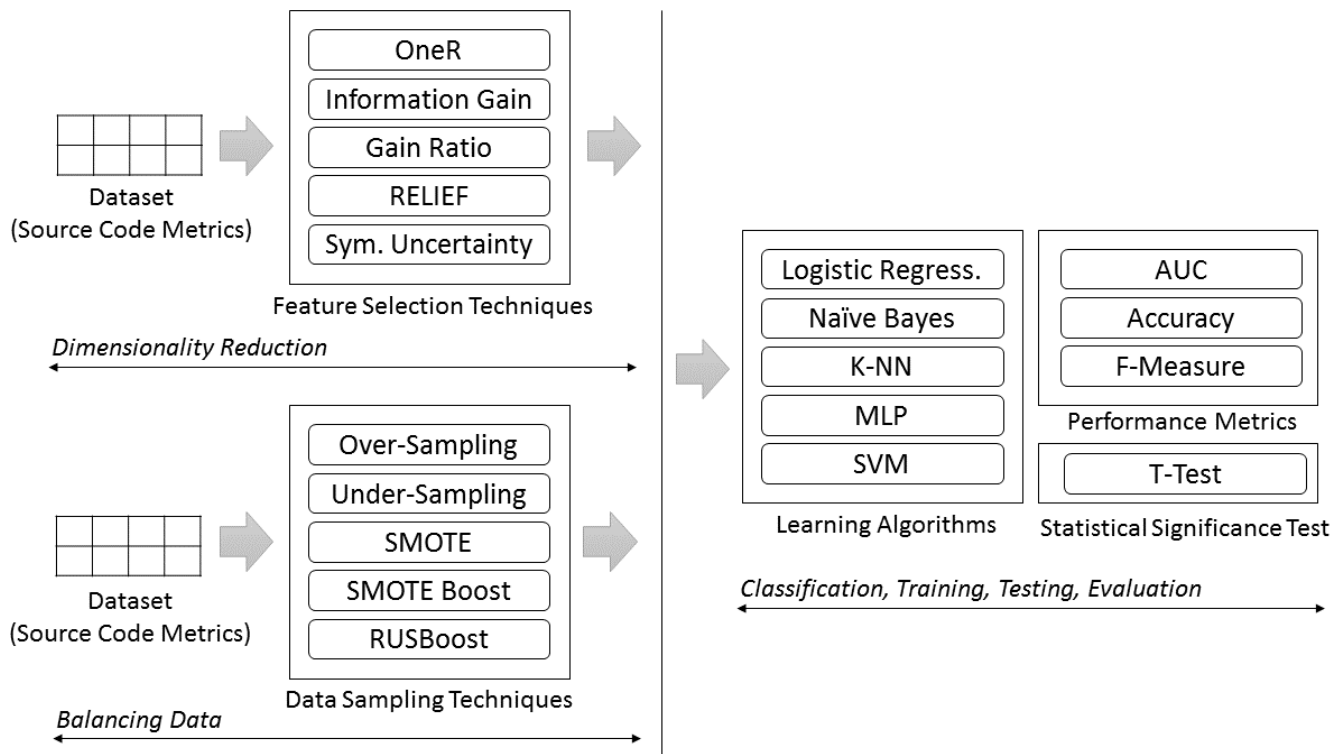 OneR
Information Gain
Gain Ratio
RELIEF
Sym. Uncertainty
Dataset
(Source Code Metrics)
Feature Selection Techniques
Dimensionality Reduction
Over-Sampling
Under-Sampling
SMOTE
SMOTE Boost
RUSBoost
Dataset
(Source Code Metrics)
Data Sampling Techniques
Balancing Data
Logistic Regress.
Naïve Bayes
K-NN
MLP
SVM
Learning Algorithms
AUC
Accuracy
F-Measure
Performance Metrics
T-Test
Statistical Significance Test
Classification, Training, Testing, Evaluation